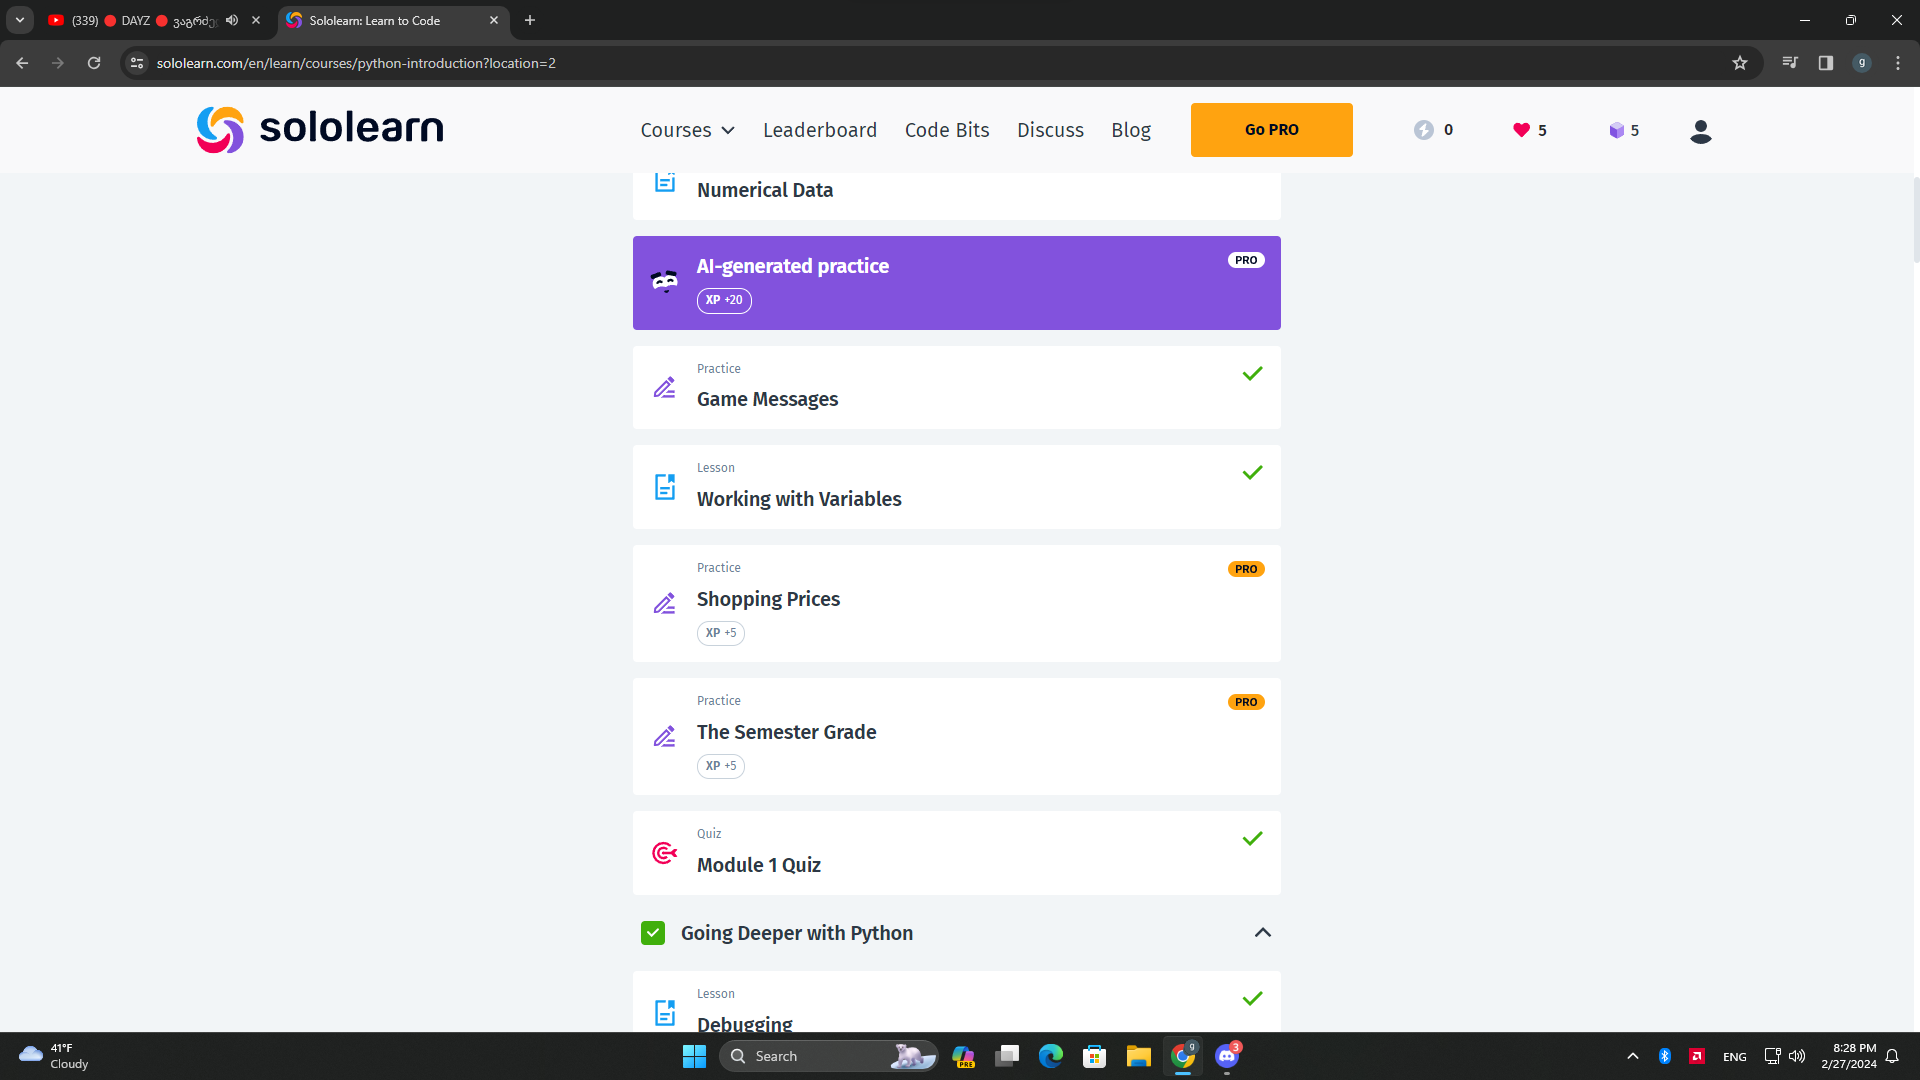 (339) 🔴 DAYZ 🔴
Sololearn: Learn to Code
sololearn.com/en/learn/courses/python-introduction?location=2
g
sololearn
Courses
Leaderboard
Code Bits
Discuss
Blog
Go PRO
0
5
5
Numerical Data
AI-generated practice
PRO
XP +20
Practice
Game Messages
Lesson
Working with Variables
Practice
PRO
Shopping Prices
XP +5
Practice
PRO
The Semester Grade
XP +5
Quiz
Module 1 Quiz
Going Deeper with Python
Lesson
Debugging
41°F
Cloudy
Search
PRE
g
3
ENG
8:28 PM
2/27/2024